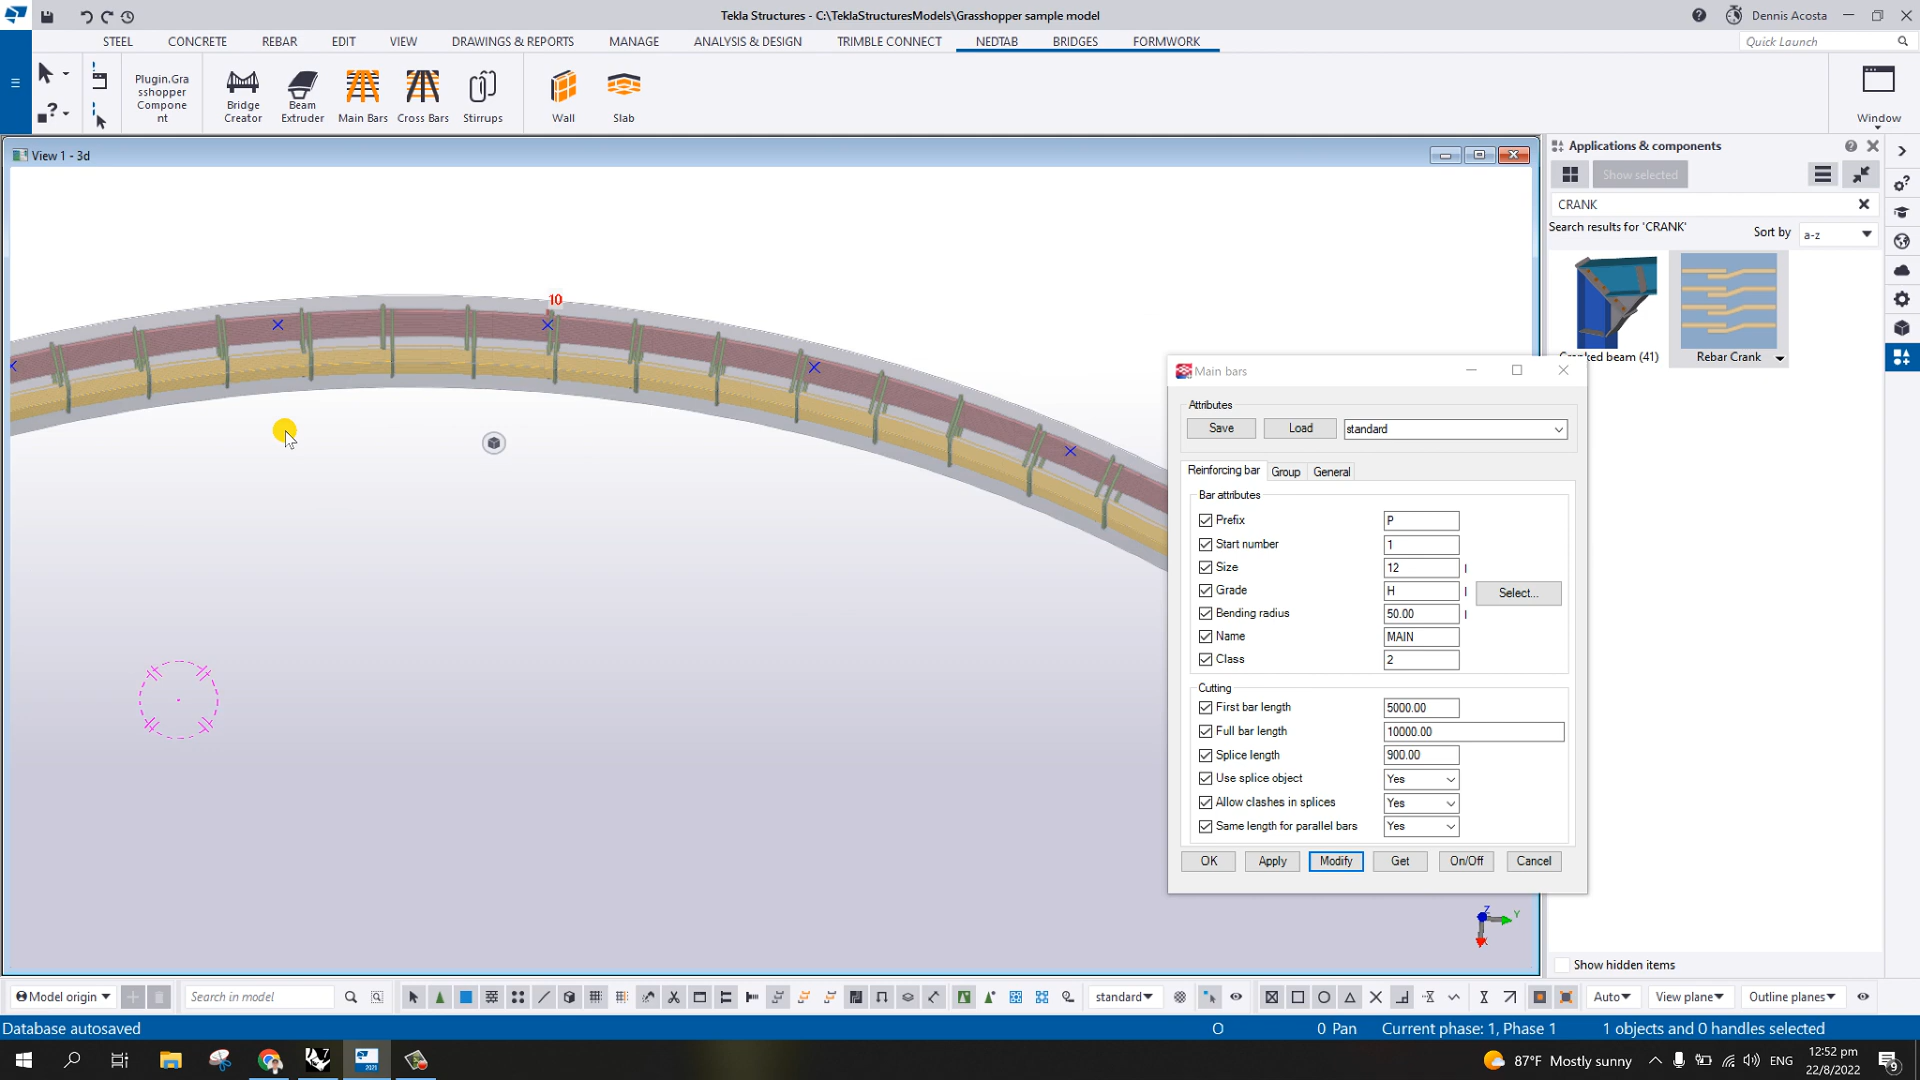 Tekla Structures - C:\TeklaStructuresModels\Grasshopper sample model
Dennis Acosta
STEEL CONCRETE REBAR EDIT VIEW DRAWINGS & REPORTS MANAGE ANALYSIS & DESIGN TRIMBLE CONNECT NEDTAB BRIDGES FORMWORK
Quick Launch
Plugin.Gra
sshopper
Compone
nt
Bridge
Creator
Beam
Extruder
Main Bars
Cross Bars
Stirrups
Wall
Slab
Window
View 1 - 3d
10
Applications & components
Show selected
CRANK
Search results for 'CRANK'
Sort by
a-z
Cranked beam (41)
Rebar Crank
Main bars
Attributes
Save
Load
standard
Reinforcing bar
Group
General
Bar attributes
Prefix P
Start number 1
Size 12
Grade H
Select...
Bending radius 50.00
Name MAIN
Class 2
Cutting
First bar length 5000.00
Full bar length 10000.00
Splice length 900.00
Use splice object Yes
Allow clashes in splices Yes
Same length for parallel bars Yes
OK Apply Modify Get On/Off Cancel
Z
Y
Show hidden items
Model origin
Search in model
standard
Auto
View plane
Outline planes
Database autosaved
O
0 Pan
Current phase: 1, Phase 1
1 objects and 0 handles selected
2021
87°F Mostly sunny
ENG
12:52 pm
22/8/2022
9